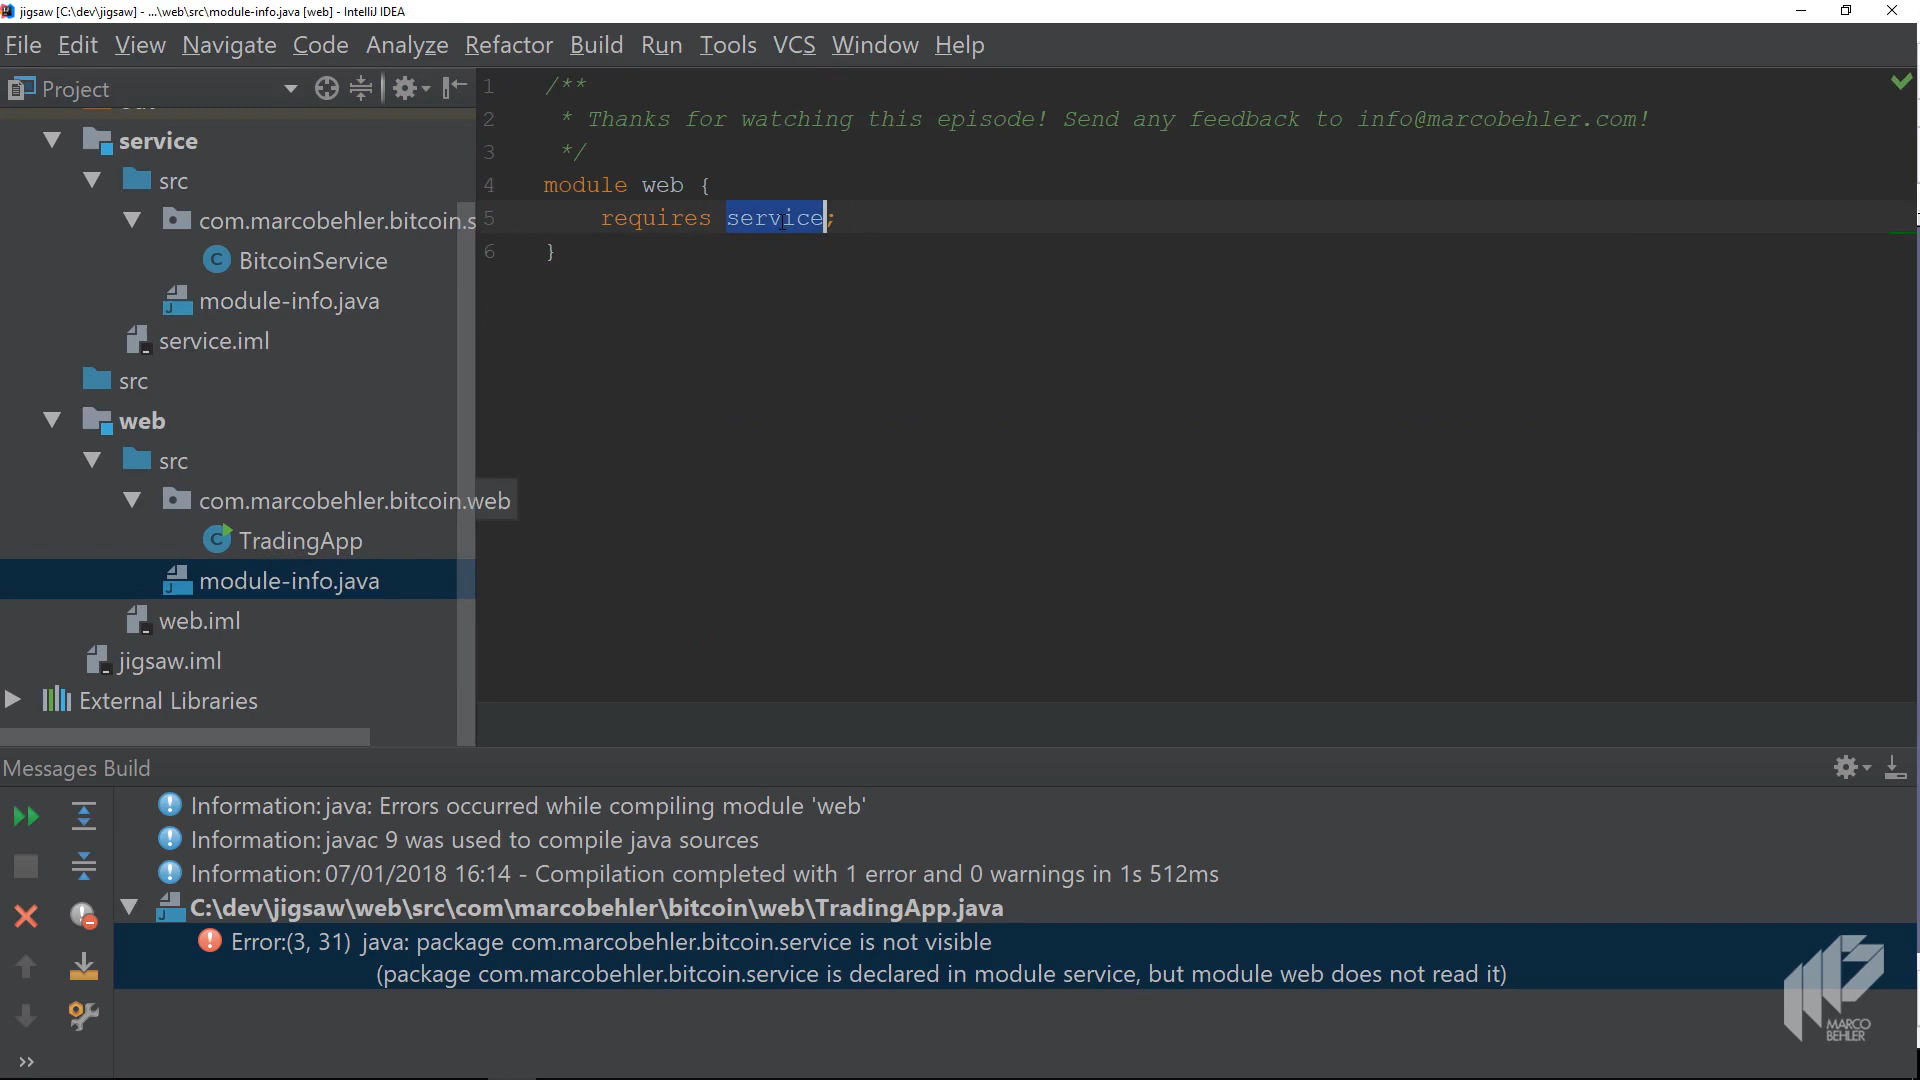 jigsaw [C:\dev\jigsaw] - ...\web\src\module-info.java [web] - IntelliJ IDEA
File Edit View Navigate Code Analyze Refactor Build Run Tools VCS Window Help
Project
service
src
com.marcobehler.bitcoin.s
BitcoinService
module-info.java
service.iml
src
web
src
com.marcobehler.bitcoin.web
TradingApp
module-info.java
web.iml
jigsaw.iml
External Libraries
1 /**
2 * Thanks for watching this episode! Send any feedback to info@marcobehler.com!
3 */
4 module web {
5 requires service;
6 }
Messages Build
Information: java: Errors occurred while compiling module 'web'
Information: javac 9 was used to compile java sources
Information: 07/01/2018 16:14 - Compilation completed with 1 error and 0 warnings in 1s 512ms
C:\dev\jigsaw\web\src\com\marcobehler\bitcoin\web\TradingApp.java
Error:(3, 31) java: package com.marcobehler.bitcoin.service is not visible
(package com.marcobehler.bitcoin.service is declared in module service, but module web does not read it)
MARCO
BEHLER